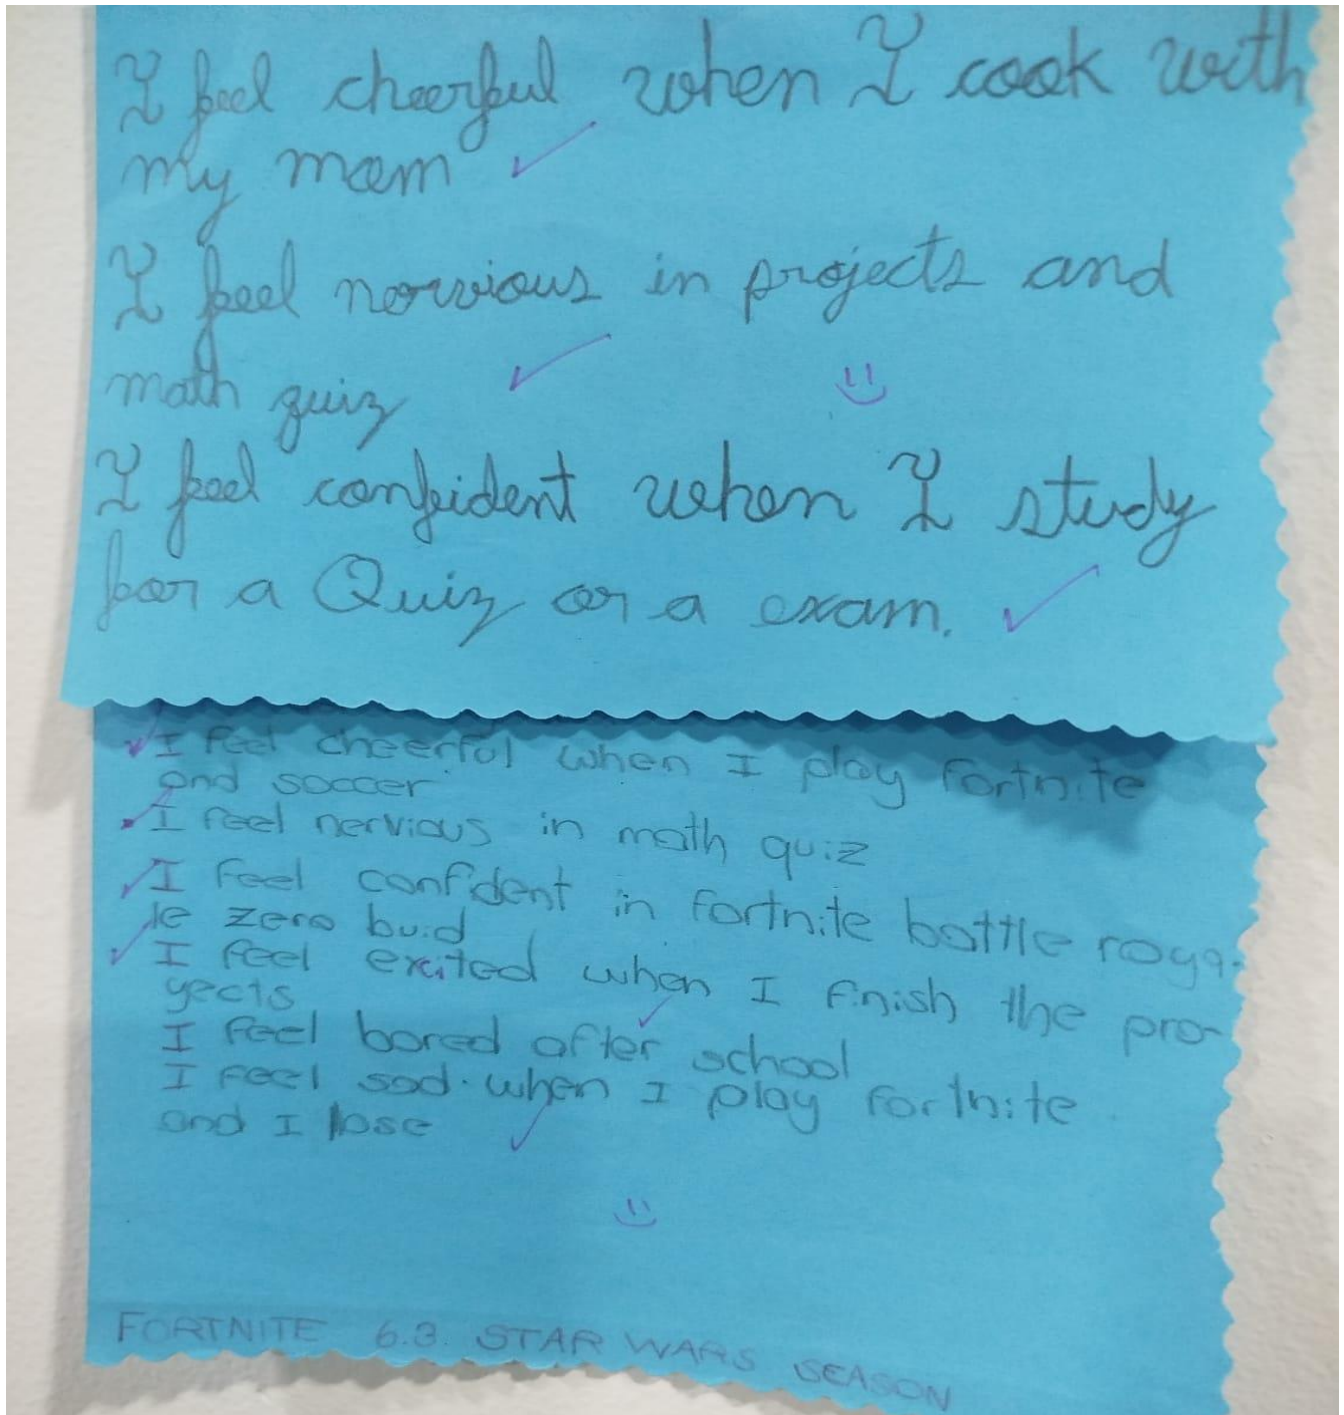 I feel cheerful when I cook with
my mom
I feel norvious in projects and
math quiz
I feel confident when I study
for a Quiz or a exam.
I feel cheerful when I play fortnite
and soccer
I feel nervious in math quiz
I feel confident in fortnite battle roya-
le zero buid
I feel excited when I finish the pro-
yects
I feel bored after school
I feel sad when I play fortnite
and I lose
FORTNITE 6.3. STAR WARS SEASON